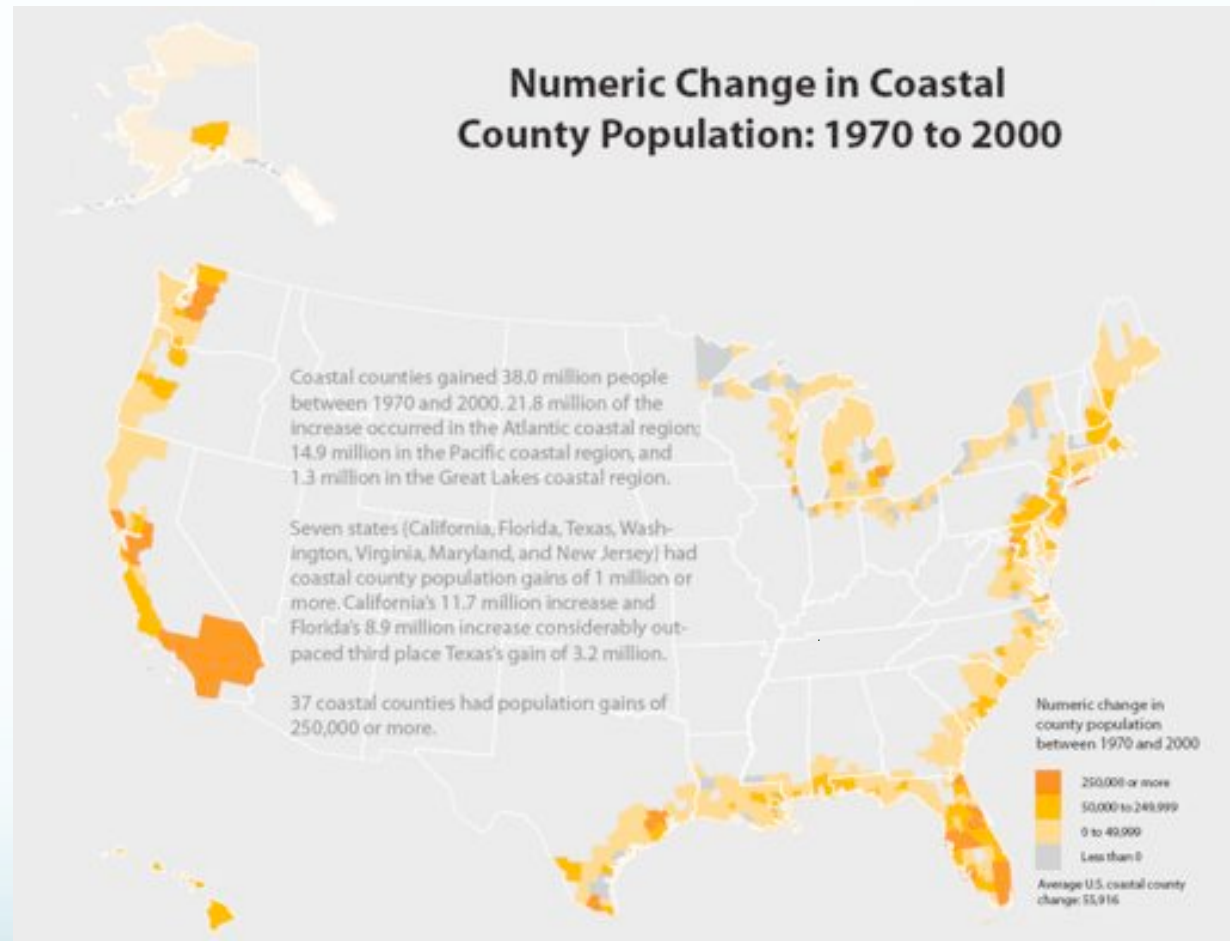 Numeric Change in Coastal
County Population: 1970 to 2000
Coastal counties gained 38.0 million people
between 1970 and 2000. 21.8 million of the
increase occurred in the Atlantic coastal region;
14.9 million in the Pacific coastal region, and
1.3 million in the Great Lakes coastal region.
Seven states (California, Florida, Texas, Wash-
ington, Virginia, Maryland, and New Jersey) had
coastal county population gains of 1 million or
more. California's 11.7 million increase and
Florida's 8.9 million increase considerably out-
paced third place Texas's gain of 3.2 million.
37 coastal counties had population gains of
250,000 or more.
Numeric change in
county population
between 1970 and 2000
250,000 or more
50,000 to 249,999
0 to 49,999
Less than 0
Average U.S. coastal county
change: 55,916